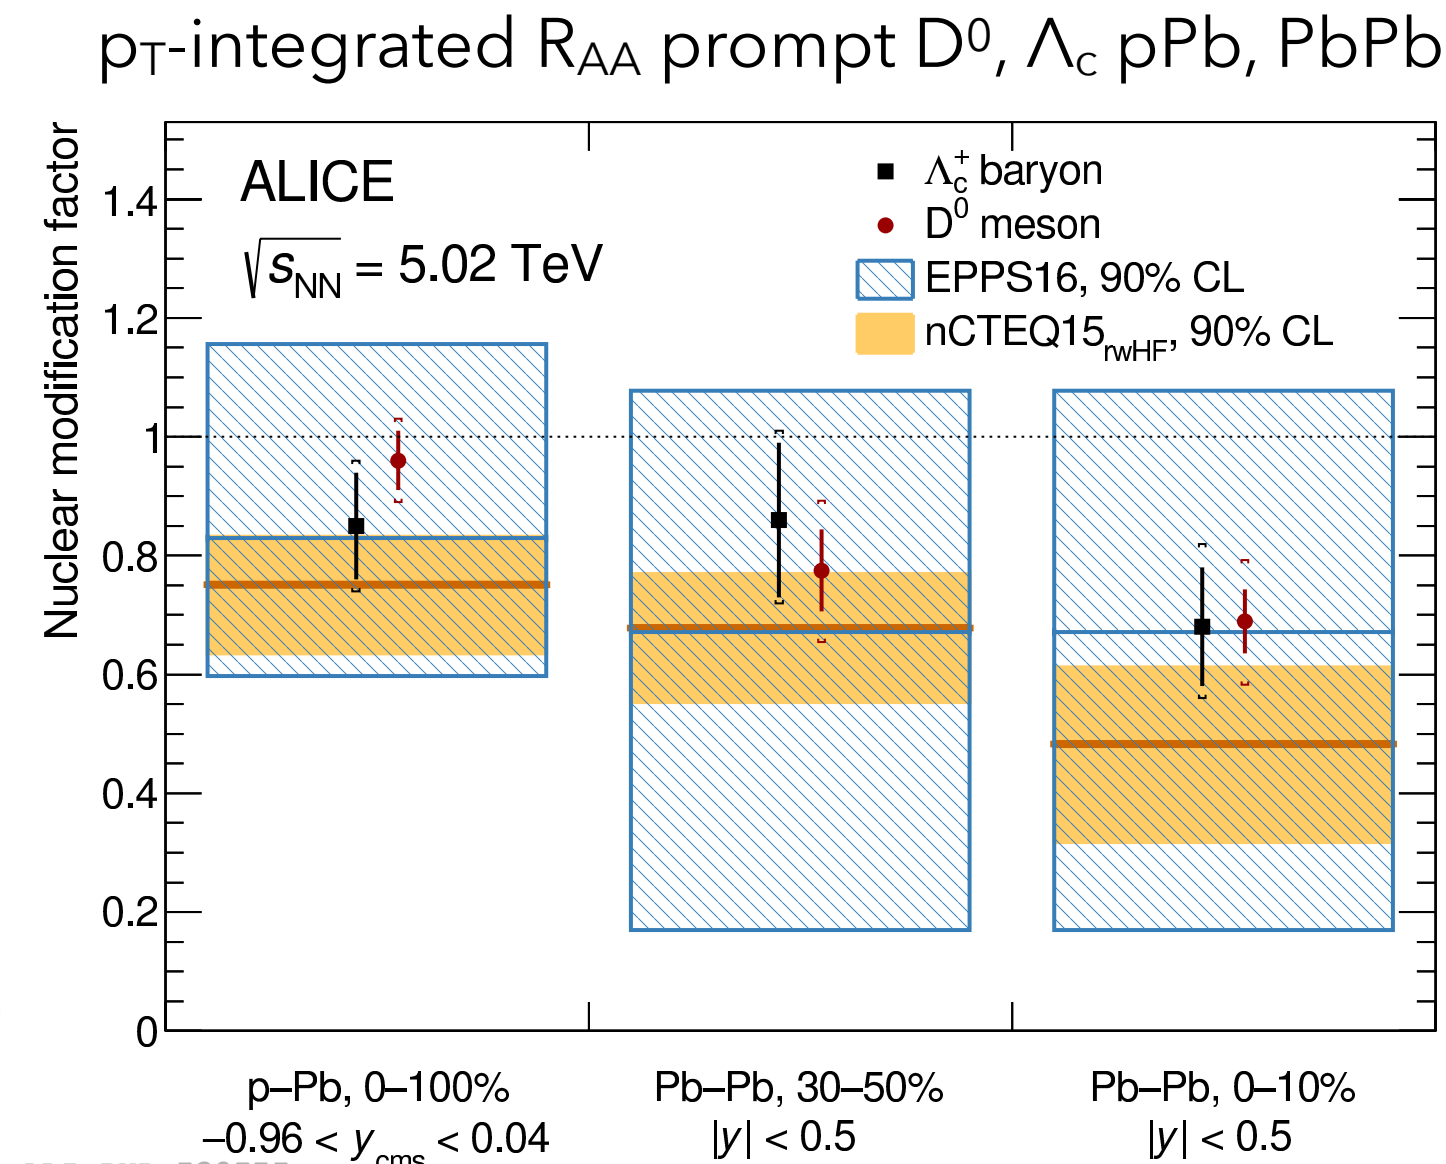 pT-integrated RAA prompt D⁰, Λc pPb, PbPb
Nuclear modification factor
ALICE
√sNN = 5.02 TeV
Λc⁺ baryon
D⁰ meson
EPPS16, 90% CL
nCTEQ15rwHF, 90% CL
1.4
1.2
1
0.8
0.6
0.4
0.2
0
p–Pb, 0–100%
–0.96 < ycms < 0.04
Pb–Pb, 30–50%
|y| < 0.5
Pb–Pb, 0–10%
|y| < 0.5